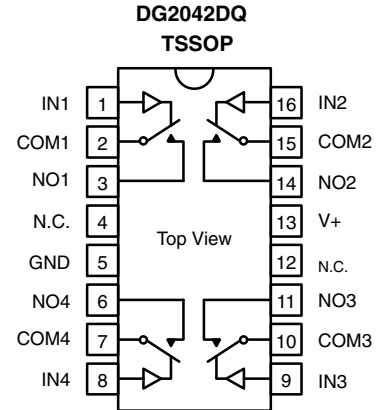 DG2042DQ
TSSOP
IN1 1 16 IN2
COM1 2 15 COM2
NO1 3 14 NO2
N.C. 4 13 V+
Top View
GND 5 12 N.C.
NO4 6 11 NO3
COM4 7 10 COM3
IN4 8 9 IN3